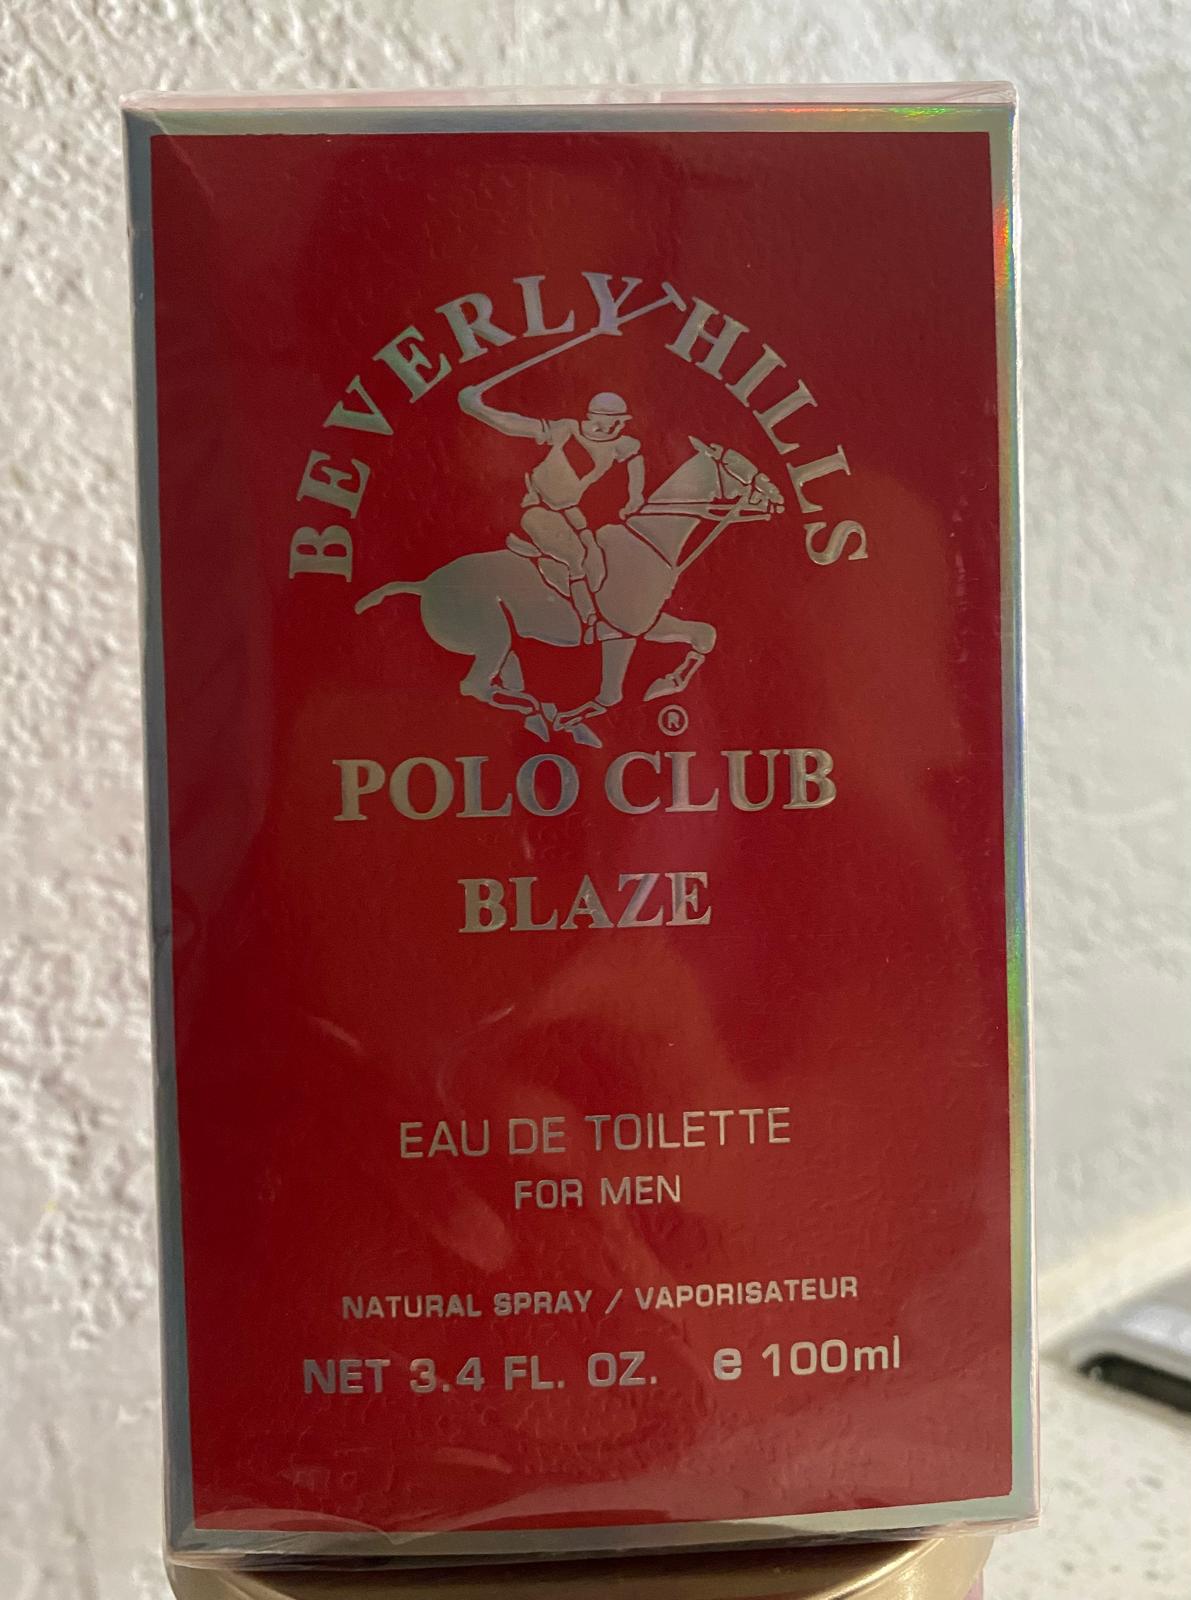 BEVERLY HILLS
®
POLO CLUB
BLAZE
EAU DE TOILETTE
FOR MEN
NATURAL SPRAY / VAPORISATEUR
NET 3.4 FL. OZ. e 100ml